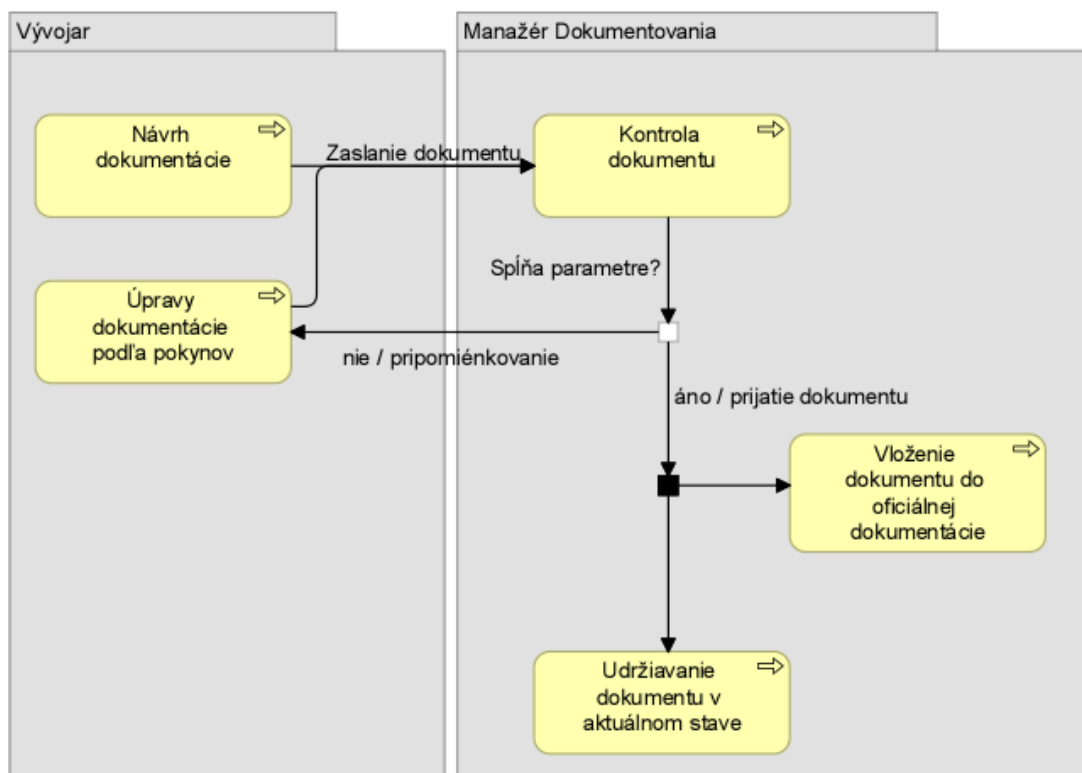 Vývojar
Manažér Dokumentovania
Návrh
dokumentácie
Zaslanie dokumentu
Kontrola
dokumentu
Spĺňa parametre?
Úpravy
dokumentácie
podľa pokynov
nie / pripomiénkovanie
áno / prijatie dokumentu
Vloženie
dokumentu do
oficiálnej
dokumentácie
Udržiavanie
dokumentu v
aktuálnom stave